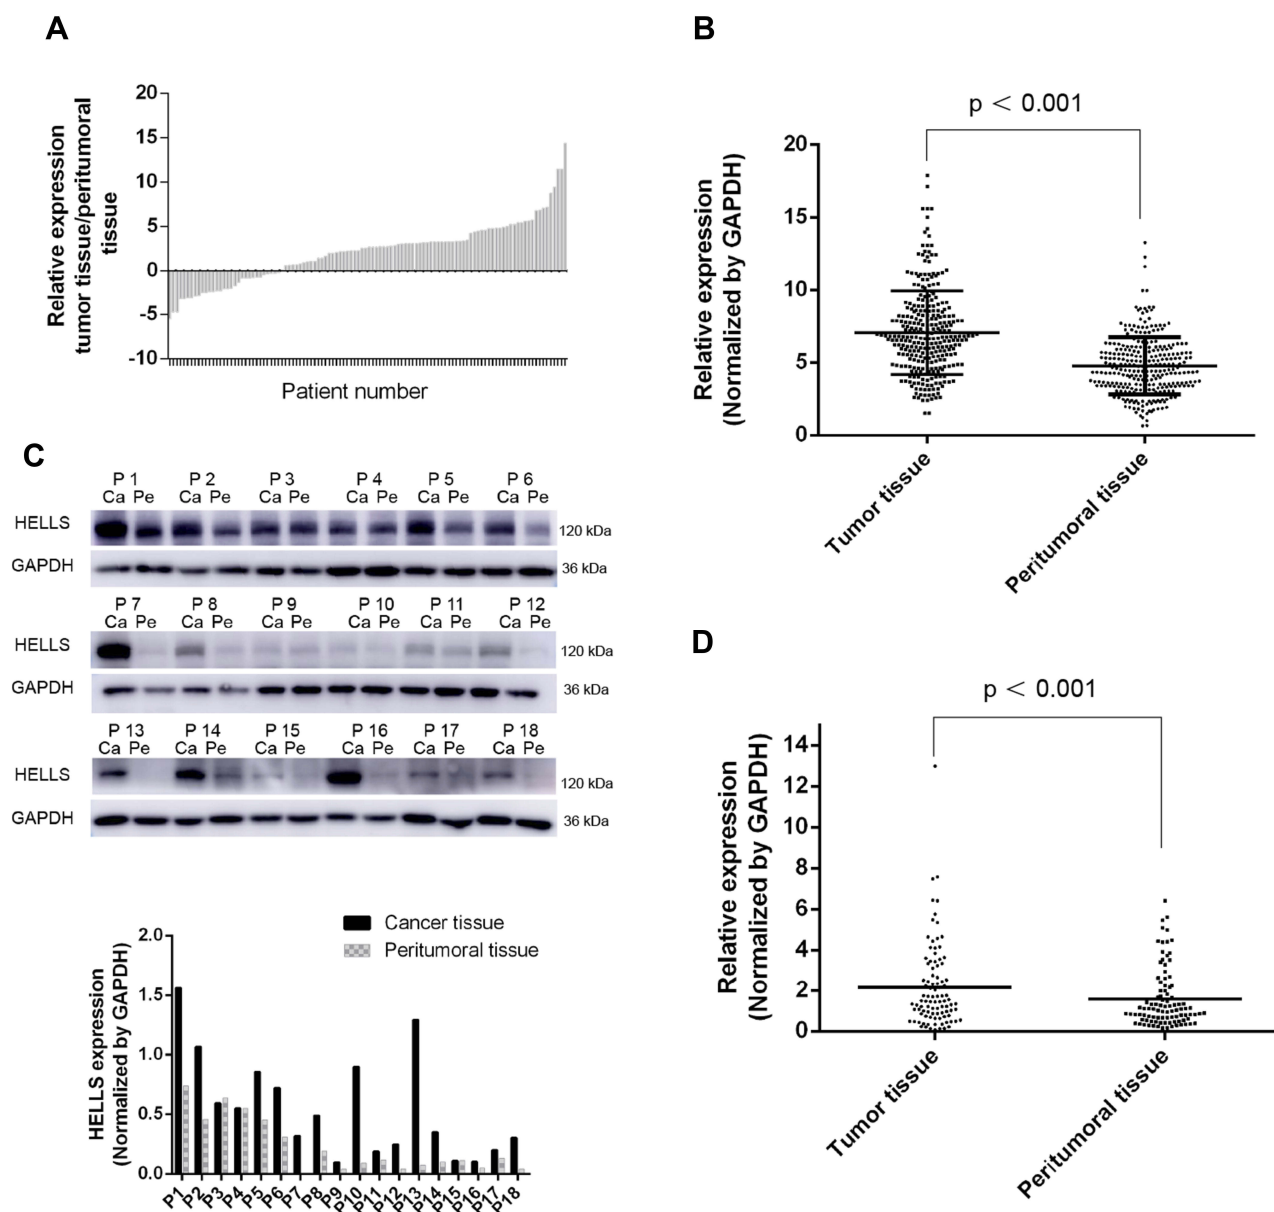 A
Relative expression
tumor tissue/peritumoral
tissue
20
15
10
5
0
-5
-10
Patient number
B
p < 0.001
Relative expression
(Normalized by GAPDH)
20
15
10
5
0
Tumor tissue
Peritumoral tissue
C
P 1 P 2 P 3 P 4 P 5 P 6
Ca Pe Ca Pe Ca Pe Ca Pe Ca Pe Ca Pe
HELLS 120 kDa
GAPDH 36 kDa
P 7 P 8 P 9 P 10 P 11 P 12
Ca Pe Ca Pe Ca Pe Ca Pe Ca Pe Ca Pe
HELLS 120 kDa
GAPDH 36 kDa
P 13 P 14 P 15 P 16 P 17 P 18
Ca Pe Ca Pe Ca Pe Ca Pe Ca Pe Ca Pe
HELLS 120 kDa
GAPDH 36 kDa
Cancer tissue
Peritumoral tissue
HELLS expression
(Normalized by GAPDH)
2.0
1.5
1.0
0.5
0.0
P1 P2 P3 P4 P5 P6 P7 P8 P9 P10 P11 P12 P13 P14 P15 P16 P17 P18
D
p < 0.001
Relative expression
(Normalized by GAPDH)
14
12
10
8
6
4
2
0
Tumor tissue
Peritumoral tissue